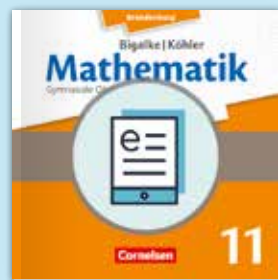 Brandenburg
Bigalke | Köhler
Mathematik
Gymnasiale
e=
Cornelsen
11